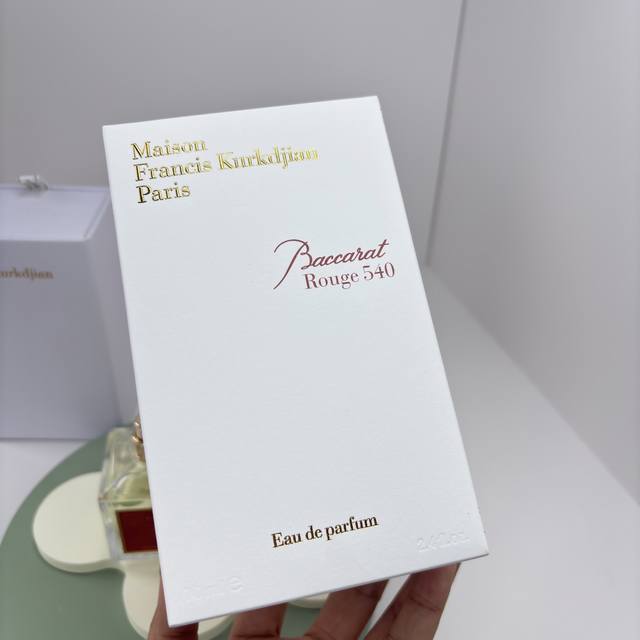 Maison
Francis Kurkdjian
Paris
Baccarat
Rouge 540
Eau de parfum